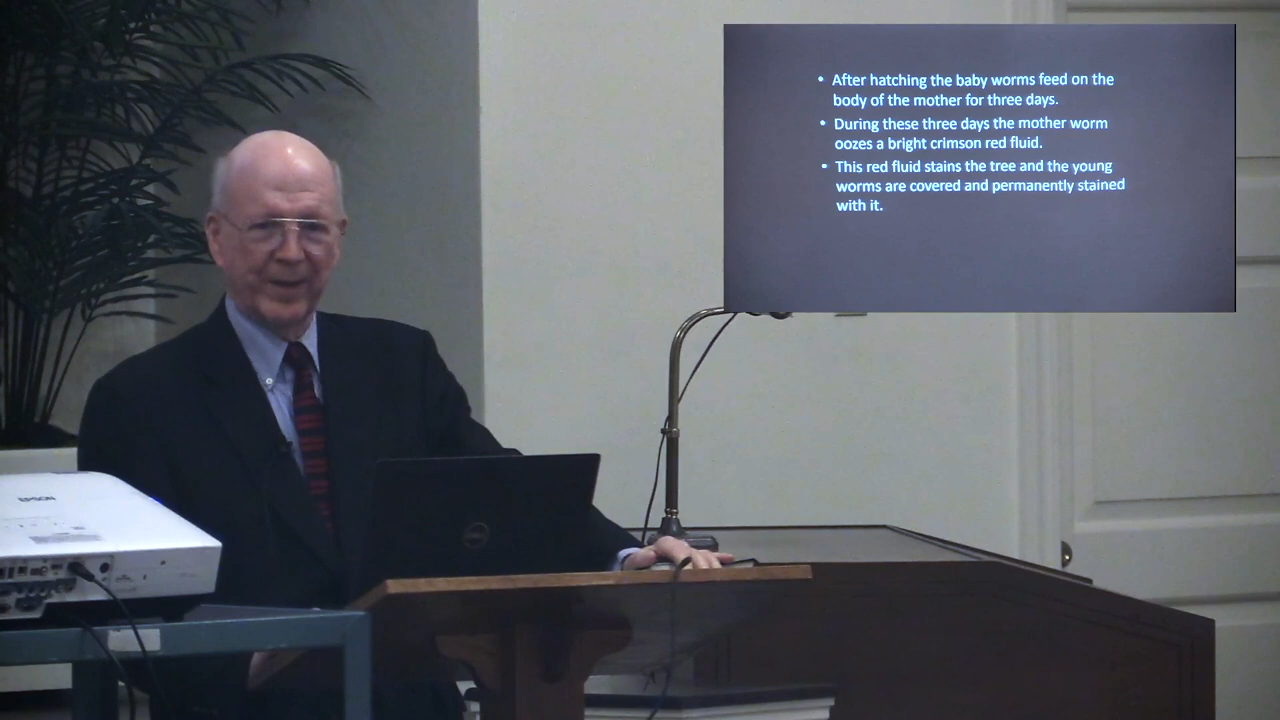 • After hatching the baby worms feed on the
body of the mother for three days.
• During these three days the mother worm
oozes a bright crimson red fluid.
• This red fluid stains the tree and the young
worms are covered and permanently stained
with it.
EPSON
DELL